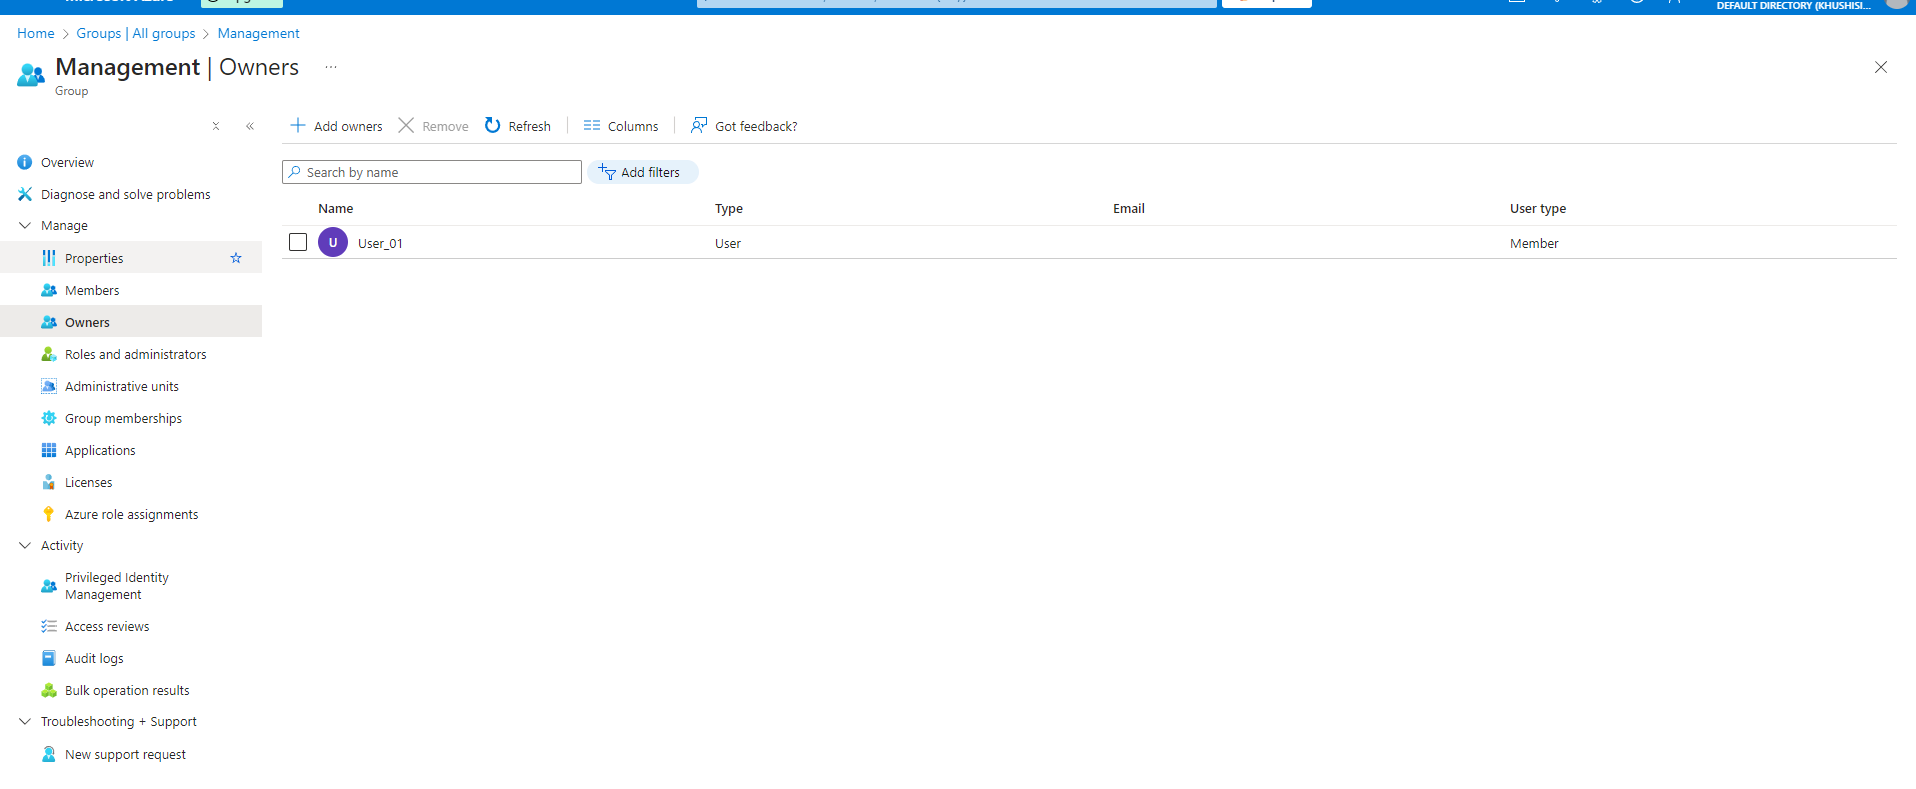 DEFAULT DIRECTORY (KHUSHISI...
Home > Groups | All groups > Management
Management | Owners ...
Group
Add owners Remove Refresh Columns Got feedback?
Overview
Diagnose and solve problems
Manage
Properties
Members
Owners
Roles and administrators
Administrative units
Group memberships
Applications
Licenses
Azure role assignments
Activity
Privileged Identity
Management
Access reviews
Audit logs
Bulk operation results
Troubleshooting + Support
New support request
Search by name Add filters
Name Type Email User type
U User_01 User Member